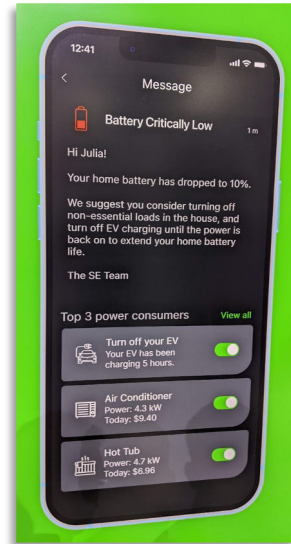 12:41
Message
Battery Critically Low
1 m
Hi Julia!
Your home battery has dropped to 10%.
We suggest you consider turning off
non-essential loads in the house, and
turn off EV charging until the power is
back on to extend your home battery
life.
The SE Team
Top 3 power consumers
View all
Turn off your EV
Your EV has been
charging 5 hours.
Air Conditioner
Power: 4.3 kW
Today: $9.40
Hot Tub
Power: 4.7 kW
Today: $6.96